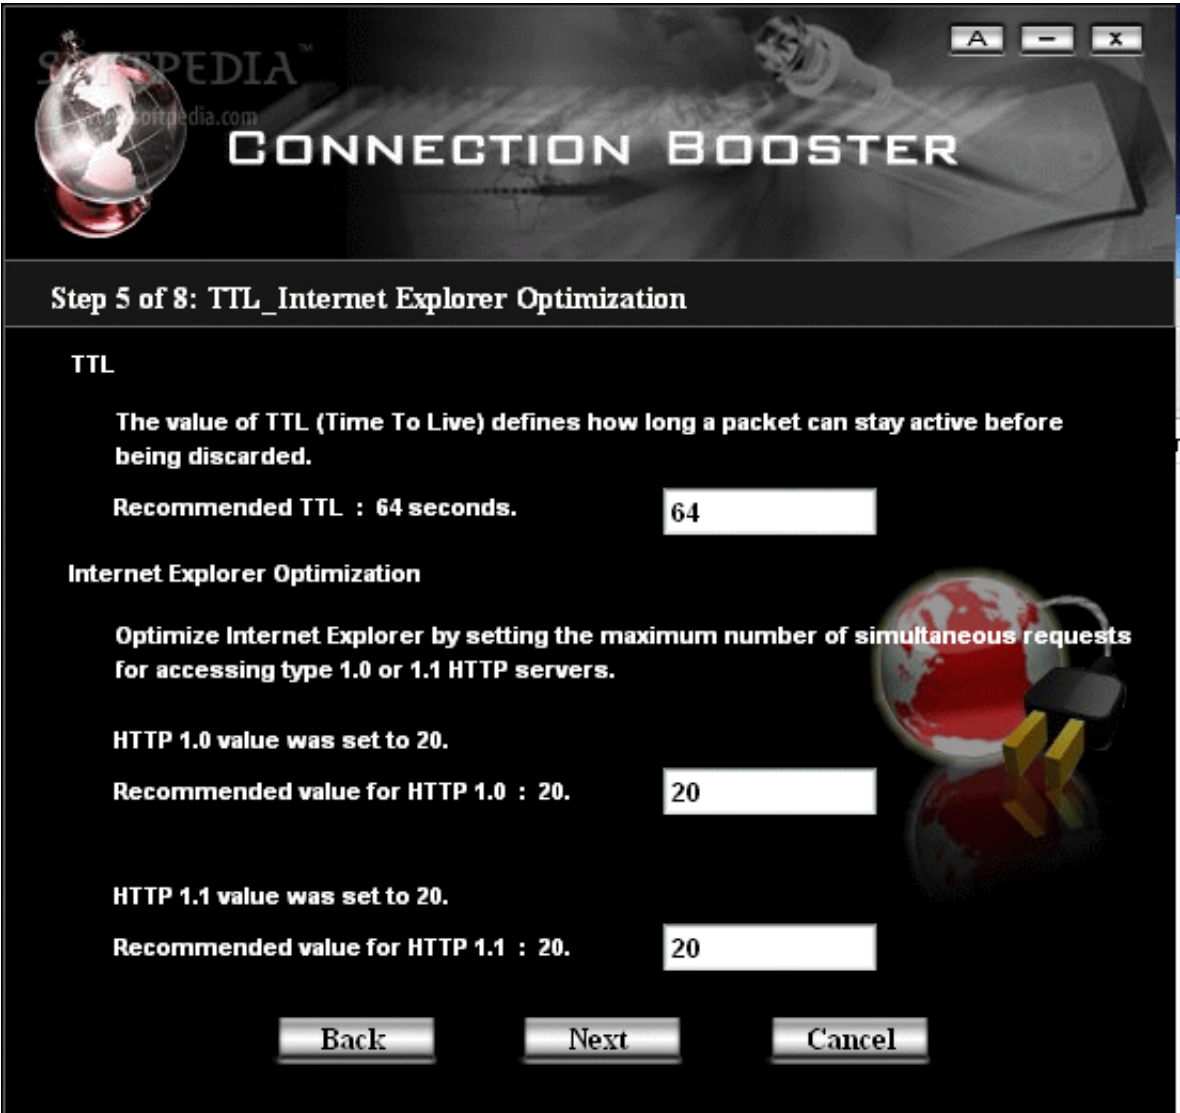 A – x
SOFTPEDIA™
www.softpedia.com
CONNECTION BOOSTER
Step 5 of 8: TTL_Internet Explorer Optimization
TTL
The value of TTL (Time To Live) defines how long a packet can stay active before
being discarded.
Recommended TTL : 64 seconds. 64
Internet Explorer Optimization
Optimize Internet Explorer by setting the maximum number of simultaneous requests
for accessing type 1.0 or 1.1 HTTP servers.
HTTP 1.0 value was set to 20.
Recommended value for HTTP 1.0 : 20. 20
HTTP 1.1 value was set to 20.
Recommended value for HTTP 1.1 : 20. 20
Back Next Cancel